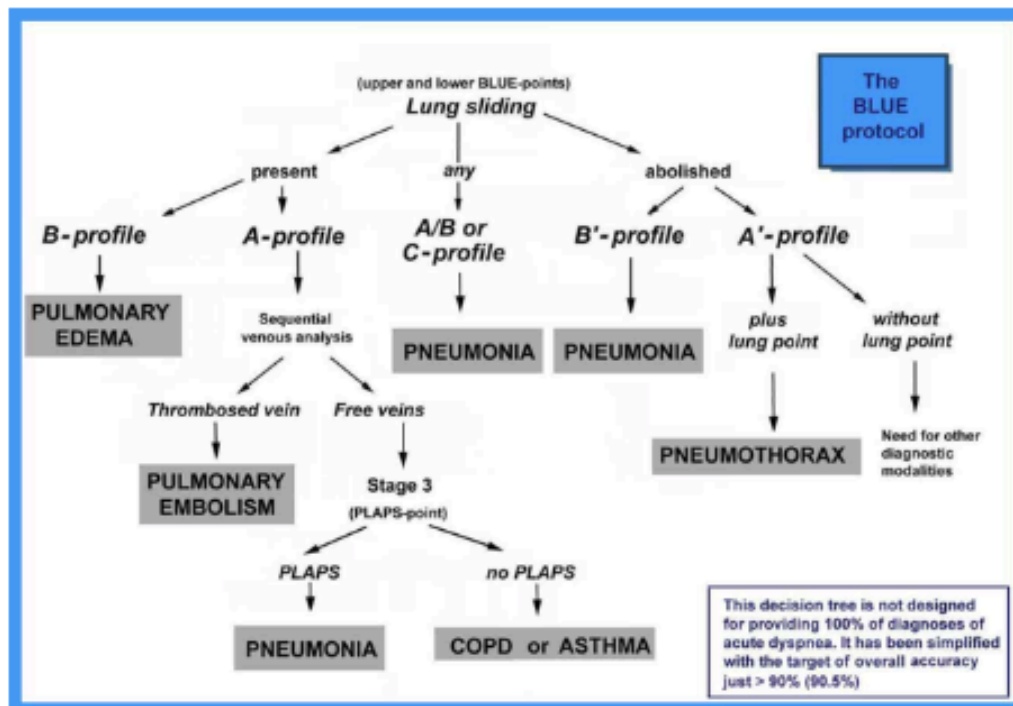 (upper and lower BLUE-points)
Lung sliding
The
BLUE
protocol
present
any
abolished
B-profile
A-profile
A/B or
C-profile
B'-profile
A'-profile
PULMONARY
EDEMA
Sequential
venous analysis
PNEUMONIA
PNEUMONIA
plus
lung point
without
lung point
Thrombosed vein
Free veins
PULMONARY
EMBOLISM
Stage 3
(PLAPS-point)
PNEUMOTHORAX
Need for other
diagnostic
modalities
PLAPS
no PLAPS
PNEUMONIA
COPD or ASTHMA
This decision tree is not designed
for providing 100% of diagnoses of
acute dyspnea. It has been simplified
with the target of overall accuracy
just > 90% (90.5%)